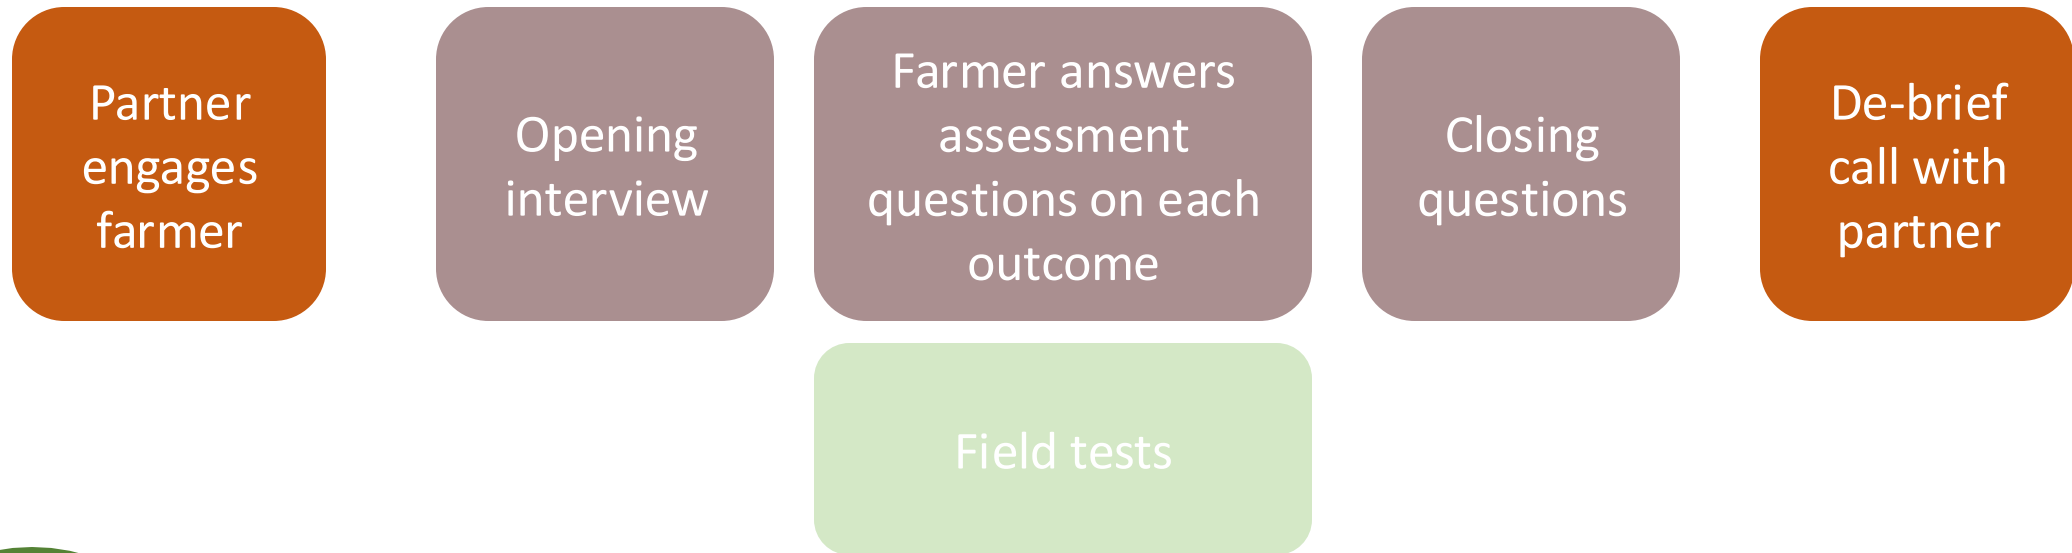 Partner
engages
farmer
Opening
interview
Farmer answers
assessment
questions on each
outcome
Closing
questions
De-brief
call with
partner
Field tests